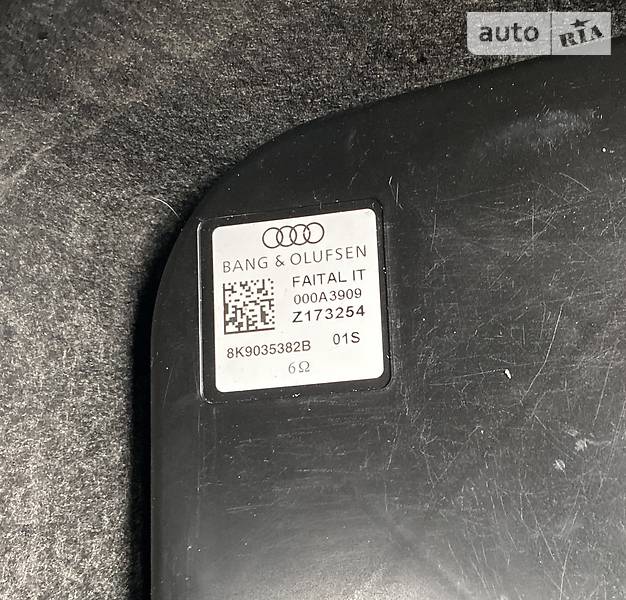 auto RIA
BANG & OLUFSEN
FAITAL IT
000A3909
Z173254
8K9035382B 01S
6Ω